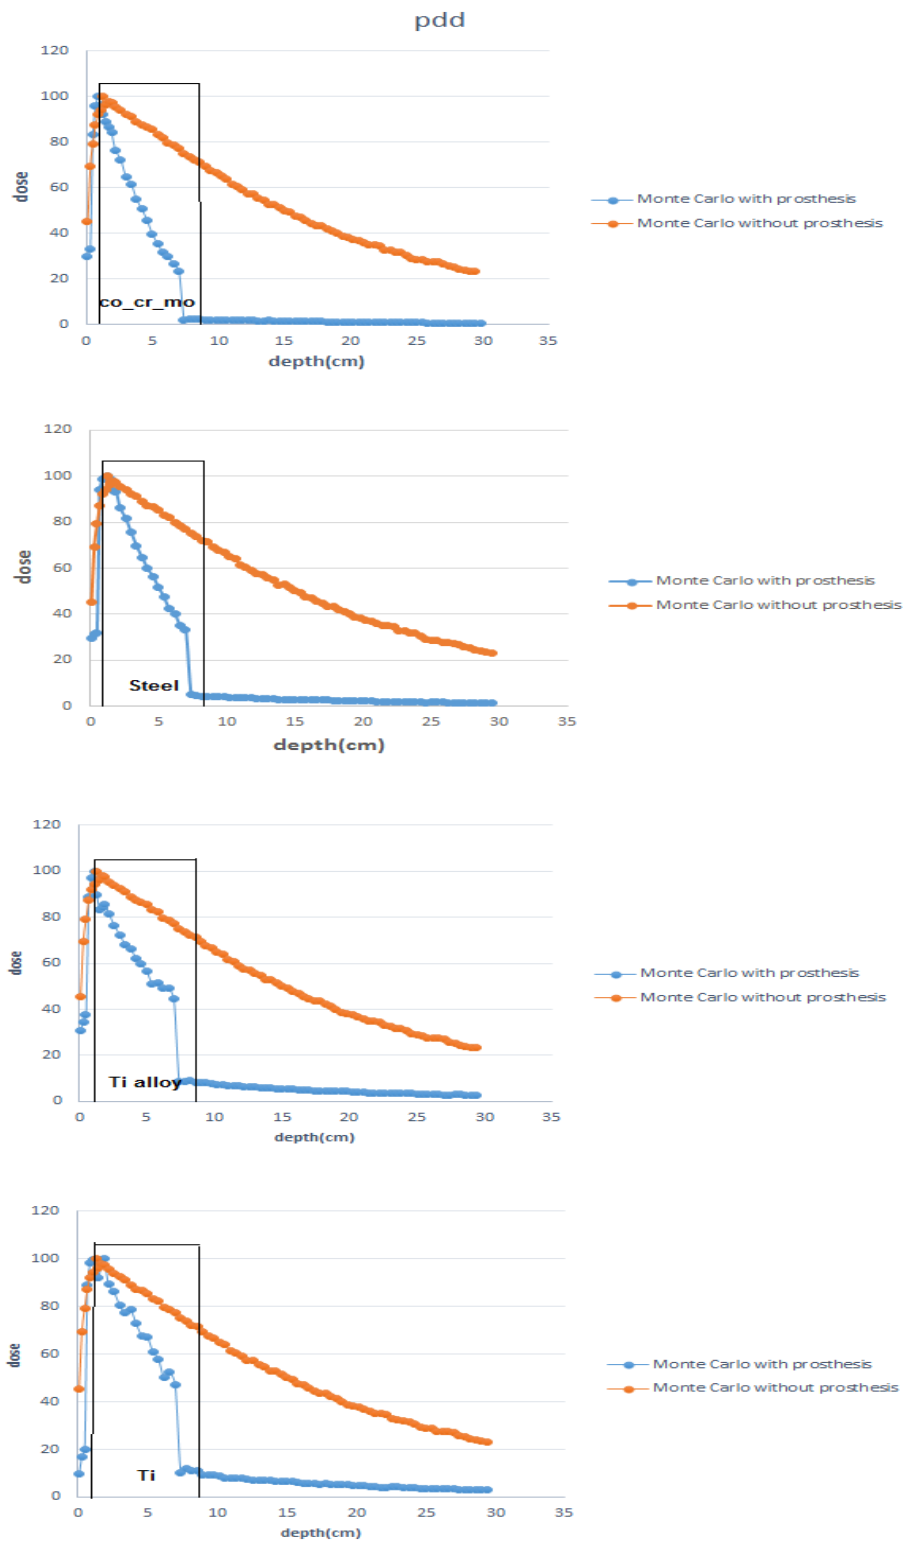 pdd
120
100
80
60
40
20
0
dose
co_cr_mo
0 5 10 15 20 25 30 35
depth(cm)
Monte Carlo with prosthesis
Monte Carlo without prosthesis
120
100
80
60
40
20
0
dose
Steel
0 5 10 15 20 25 30 35
depth(cm)
Monte Carlo with prosthesis
Monte Carlo without prosthesis
120
100
80
60
40
20
0
dose
Ti alloy
0 5 10 15 20 25 30 35
depth(cm)
Monte Carlo with prosthesis
Monte Carlo without prosthesis
120
100
80
60
40
20
0
dose
Ti
0 5 10 15 20 25 30 35
depth(cm)
Monte Carlo with prosthesis
Monte Carlo without prosthesis